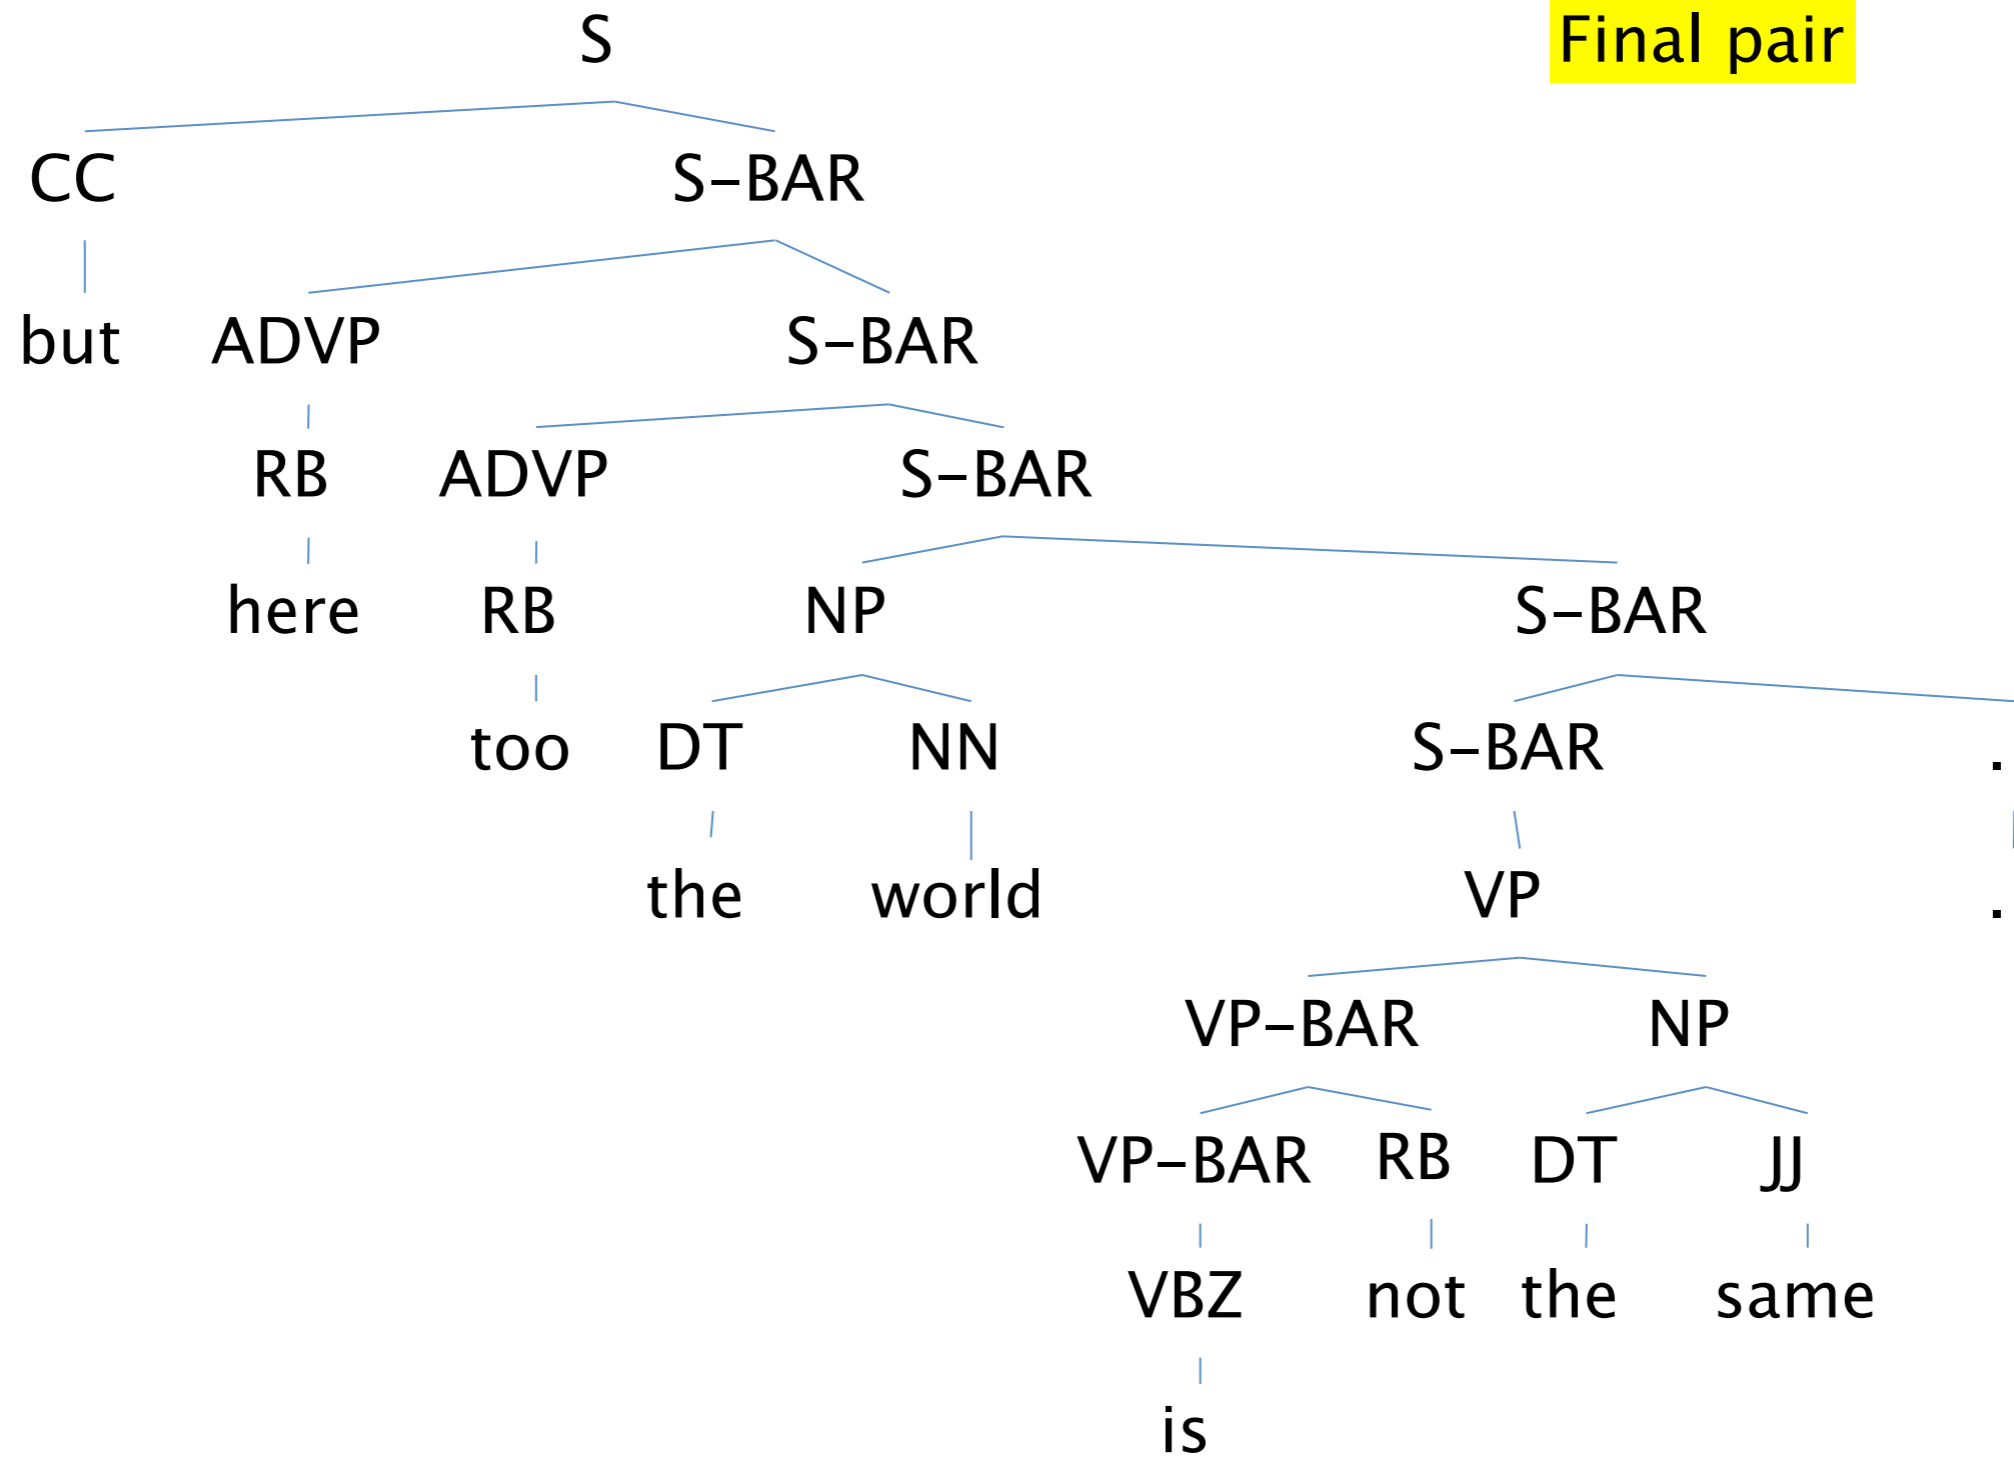 S Final pair
CC S-BAR
but ADVP S-BAR
RB ADVP S-BAR
here RB NP S-BAR
too DT NN S-BAR .
the world VP .
VP-BAR NP
VP-BAR RB DT JJ
VBZ not the same
is